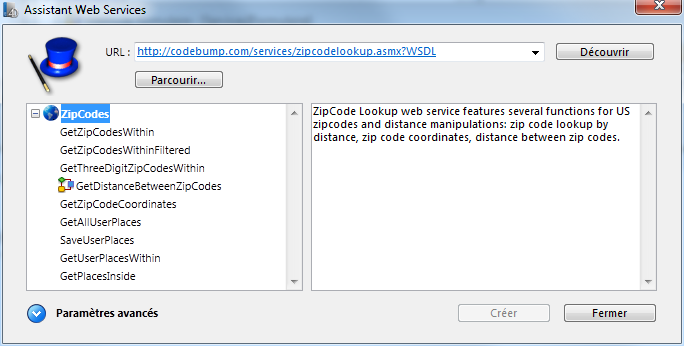 Assistant Web Services
URL : http://codebump.com/services/zipcodelookup.asmx?WSDL Découvrir
Parcourir...
ZipCodes
GetZipCodesWithin
GetZipCodesWithinFiltered
GetThreeDigitZipCodesWithin
GetDistanceBetweenZipCodes
GetZipCodeCoordinates
GetAllUserPlaces
SaveUserPlaces
GetUserPlacesWithin
GetPlacesInside
ZipCode Lookup web service features several functions for US
zipcodes and distance manipulations: zip code lookup by
distance, zip code coordinates, distance between zip codes.
Paramètres avancés Créer Fermer